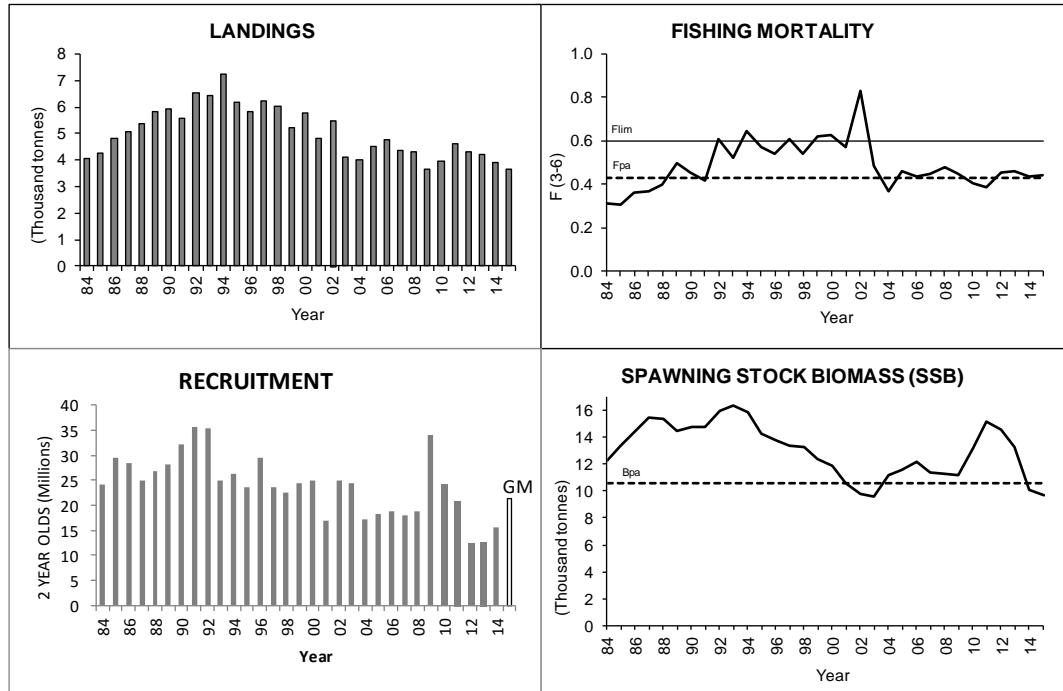 LANDINGS
8
7
6
5
4
3
2
1
0
(Thousand tonnes)
84 86 88 90 92 94 96 98 00 02 04 06 08 10 12 14
Year
FISHING MORTALITY
1.0
0.8
0.6
0.4
0.2
0.0
F (3-6)
Flim
Fpa
84 86 88 90 92 94 96 98 00 02 04 06 08 10 12 14
Year
RECRUITMENT
40
35
30
25
20
15
10
5
0
2 YEAR OLDS (Millions)
GM
84 86 88 90 92 94 96 98 00 02 04 06 08 10 12 14
Year
SPAWNING STOCK BIOMASS (SSB)
16
14
12
10
8
6
4
2
0
(Thousand tonnes)
Bpa
84 86 88 90 92 94 96 98 00 02 04 06 08 10 12 14
Year